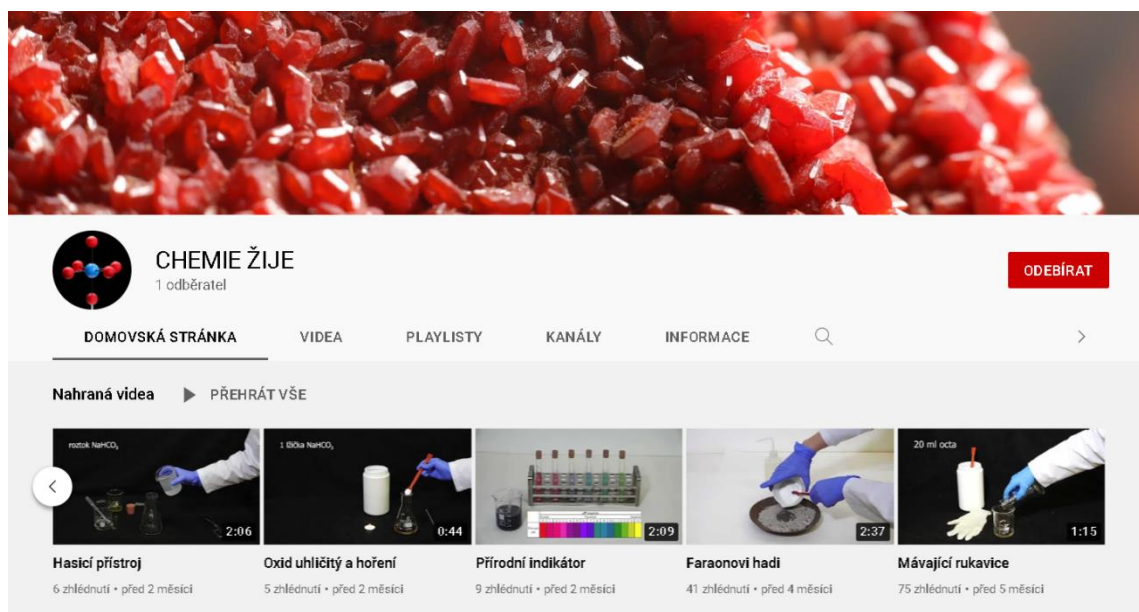 CHEMIE ŽIJE
1 odběratel
ODEBÍRAT
DOMOVSKÁ STRÁNKA VIDEA PLAYLISTY KANÁLY INFORMACE
Nahraná videa PŘEHRÁT VŠE
roztok NaHCO₃ 1 lžička NaHCO₃ 20 ml octa
2:06 0:44 2:09 2:37 1:15
Hasicí přístroj Oxid uhličitý a hoření Přírodní indikátor Faraonovi hadi Mávající rukavice
6 zhlédnutí • před 2 měsíci 5 zhlédnutí • před 2 měsíci 9 zhlédnutí • před 2 měsíci 41 zhlédnutí • před 4 měsíci 75 zhlédnutí • před 5 měsíci